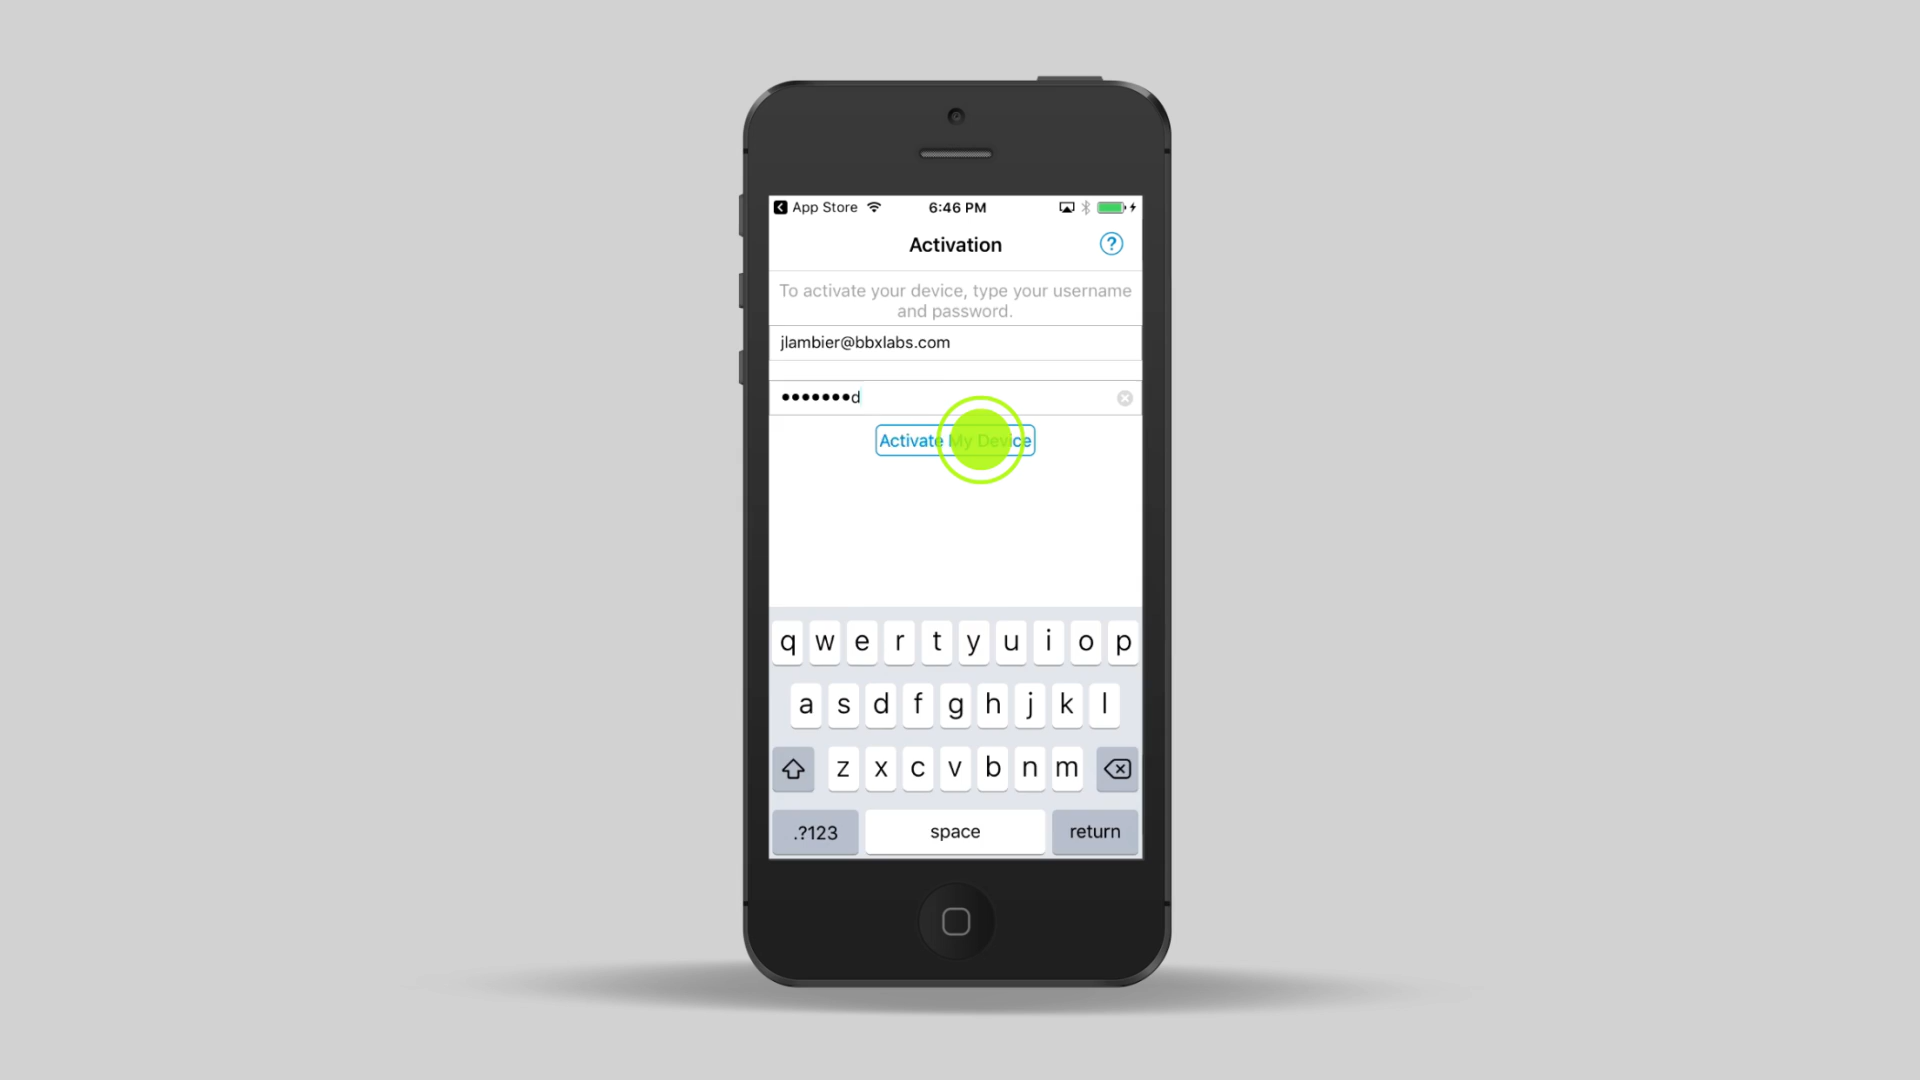 App Store 6:46 PM
Activation ?
To activate your device, type your username
and password.
jlambier@bbxlabs.com
•••••••d
Activate My Device
q w e r t y u i o p
a s d f g h j k l
z x c v b n m
.?123 space return